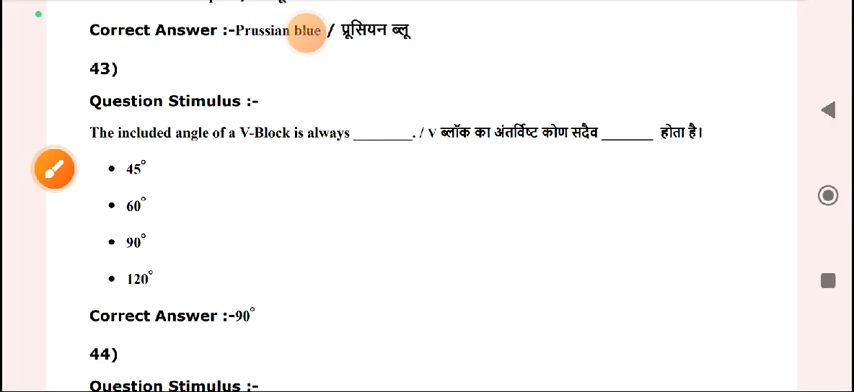 Correct Answer :-Prussian blue / प्रूसियन ब्लू
43)
Question Stimulus :-
The included angle of a V-Block is always ________. / V ब्लॉक का अंतर्विष्ट कोण सदैव _______ होता है।
• 45°
• 60°
• 90°
• 120°
Correct Answer :-90°
44)
Question Stimulus :-